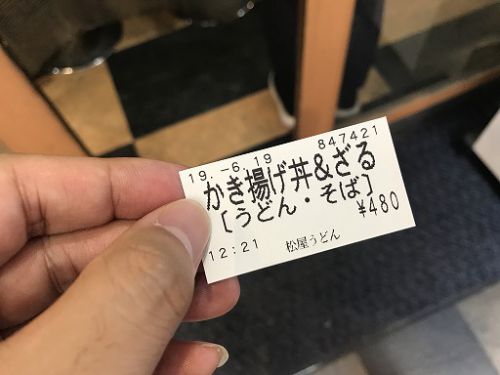 19.-6.19 847421
かき揚げ丼&ざる
[うどん・そば]
¥480
12:21 松屋うどん